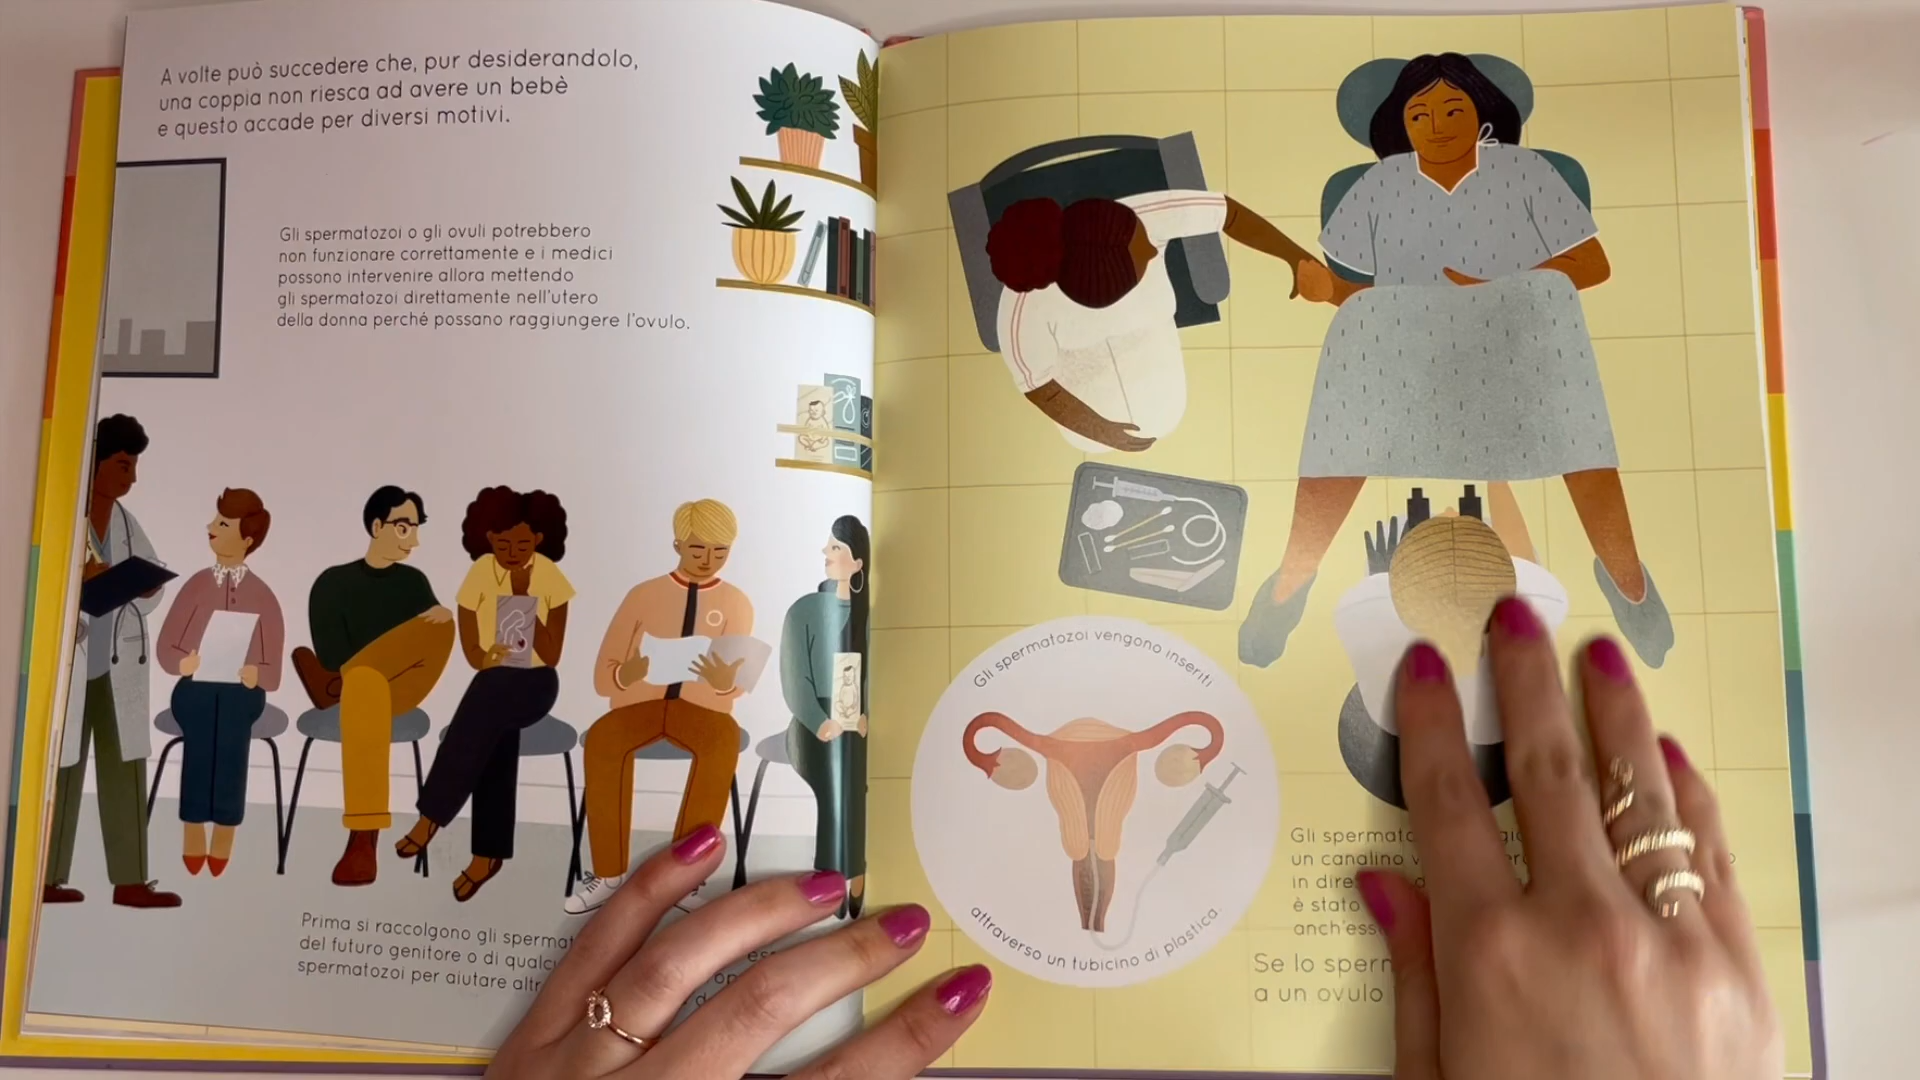 A volte può succedere che, pur desiderandolo,
una coppia non riesca ad avere un bebè
e questo accade per diversi motivi.
Gli spermatozoi o gli ovuli potrebbero
non funzionare correttamente e i medici
possono intervenire allora mettendo
gli spermatozoi direttamente nell'utero
della donna perché possano raggiungere l'ovulo.
Prima si raccolgono gli
del futuro genitore o di
spermatozoi per aiutare
Gli spermatozoi vengono inseriti
attraverso un tubicino di plastica.
Gli
un canalino
in
è stato
Se lo
a un ovulo